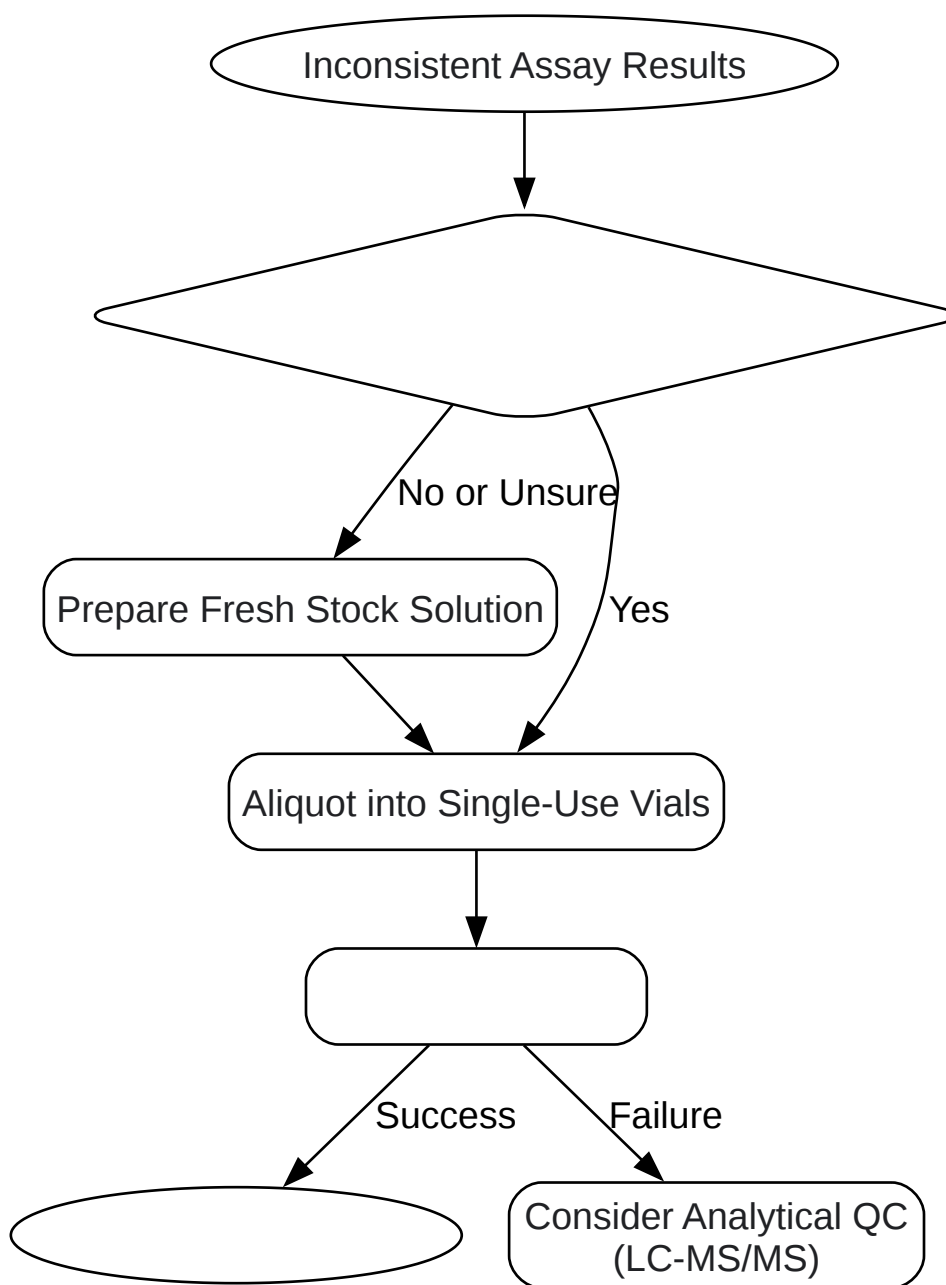 Inconsistent Assay Results
No or Unsure
Prepare Fresh Stock Solution
Yes
Aliquot into Single-Use Vials
Success
Failure
Consider Analytical QC
(LC-MS/MS)